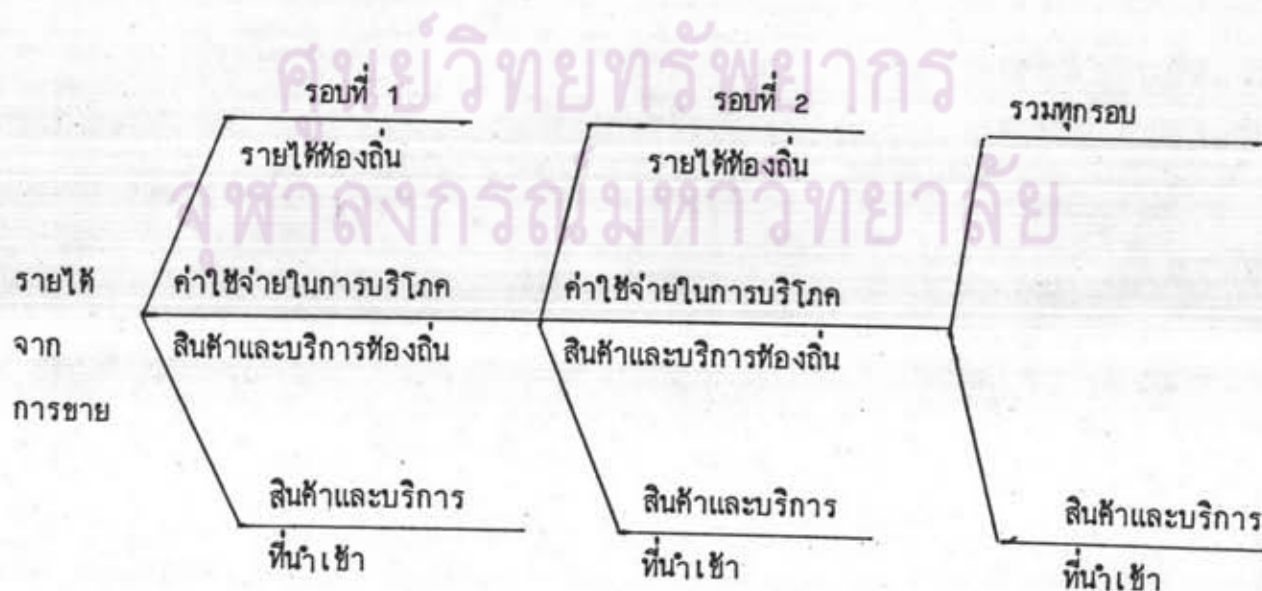 ศูนย์วิทยทรัพยากร
จุฬาลงกรณ์มหาวิทยาลัย
รอบที่ 1
รอบที่ 2
รวมทุกรอบ
รายได้ท้องถิ่น
รายได้ท้องถิ่น
รายได้
จาก
การขาย
ค่าใช้จ่ายในการบริโภค
สินค้าและบริการท้องถิ่น
ค่าใช้จ่ายในการบริโภค
สินค้าและบริการท้องถิ่น
สินค้าและบริการ
ที่นำเข้า
สินค้าและบริการ
ที่นำเข้า
สินค้าและบริการ
ที่นำเข้า